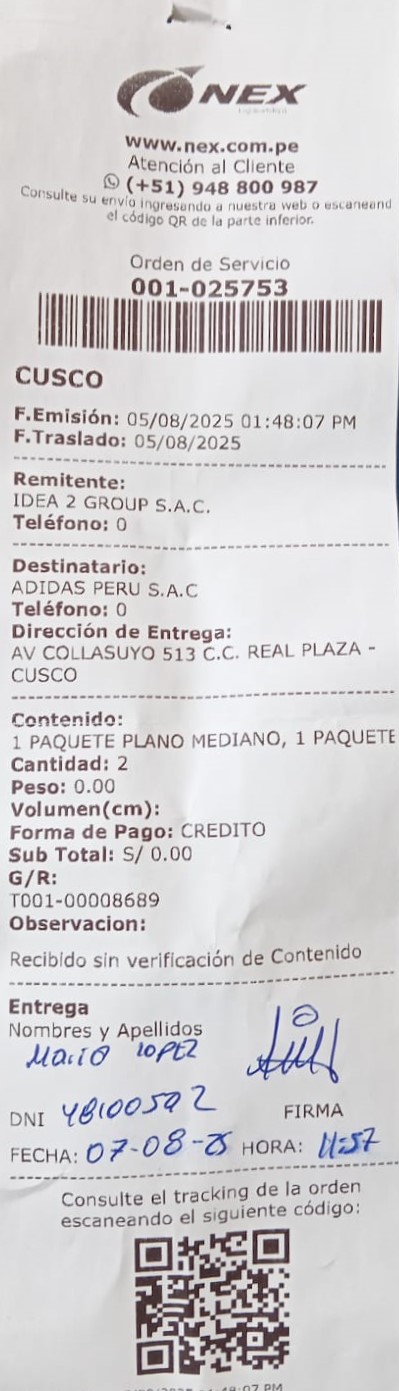 NEX
www.nex.com.pe
Atención al Cliente
(+51) 948 800 987
Consulte su envío ingresando a nuestra web o escaneand
el código QR de la parte inferior.
Orden de Servicio
001-025753
CUSCO
F.Emisión: 05/08/2025 01:48:07 PM
F.Traslado: 05/08/2025
Remitente:
IDEA 2 GROUP S.A.C.
Teléfono: 0
Destinatario:
ADIDAS PERU S.A.C
Teléfono: 0
Dirección de Entrega:
AV COLLASUYO 513 C.C. REAL PLAZA -
CUSCO
Contenido:
1 PAQUETE PLANO MEDIANO, 1 PAQUETE
Cantidad: 2
Peso: 0.00
Volumen(cm):
Forma de Pago: CREDITO
Sub Total: S/ 0.00
G/R:
T001-00008689
Observacion:
Recibido sin verificación de Contenido
Entrega
Nombres y Apellidos
Mario LOPEZ
DNI 48100592
FIRMA
FECHA: 07-08-25 HORA: 11:57
Consulte el tracking de la orden
escaneando el siguiente código: